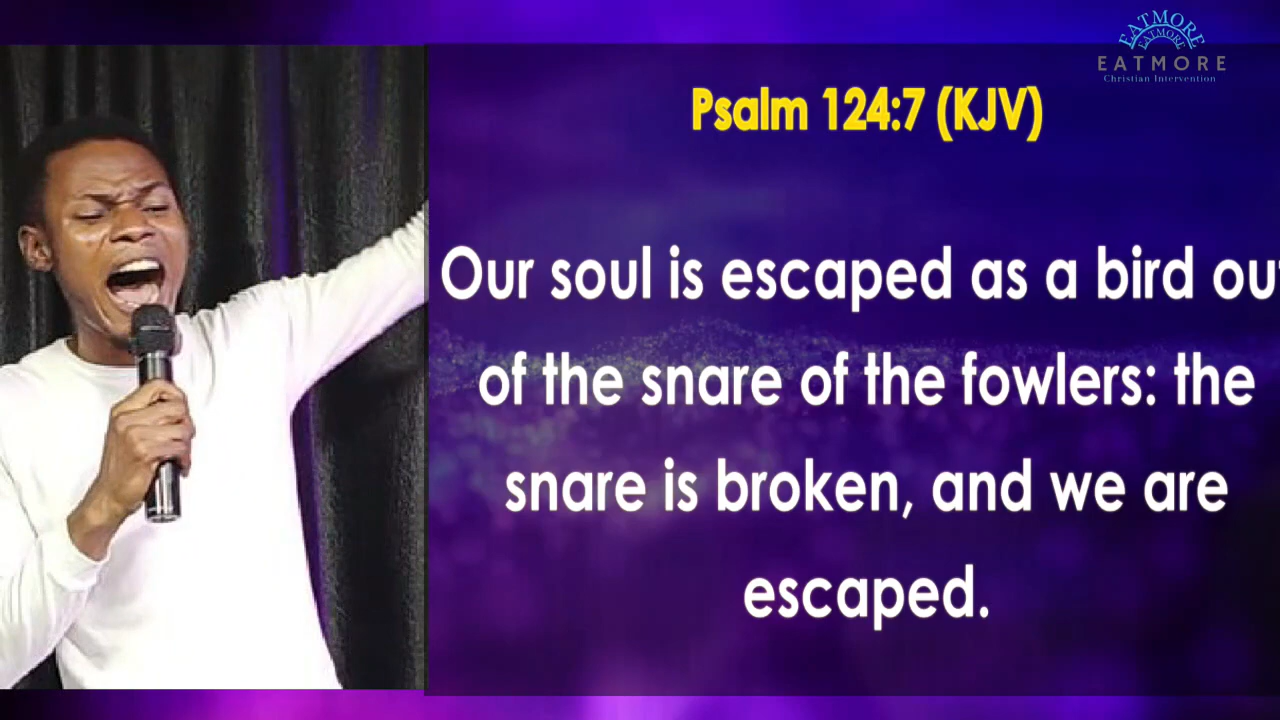 EATMORE
EATMORE
EATMORE
Christian Intervention
Psalm 124:7 (KJV)
Our soul is escaped as a bird ou
of the snare of the fowlers: the
snare is broken, and we are
escaped.